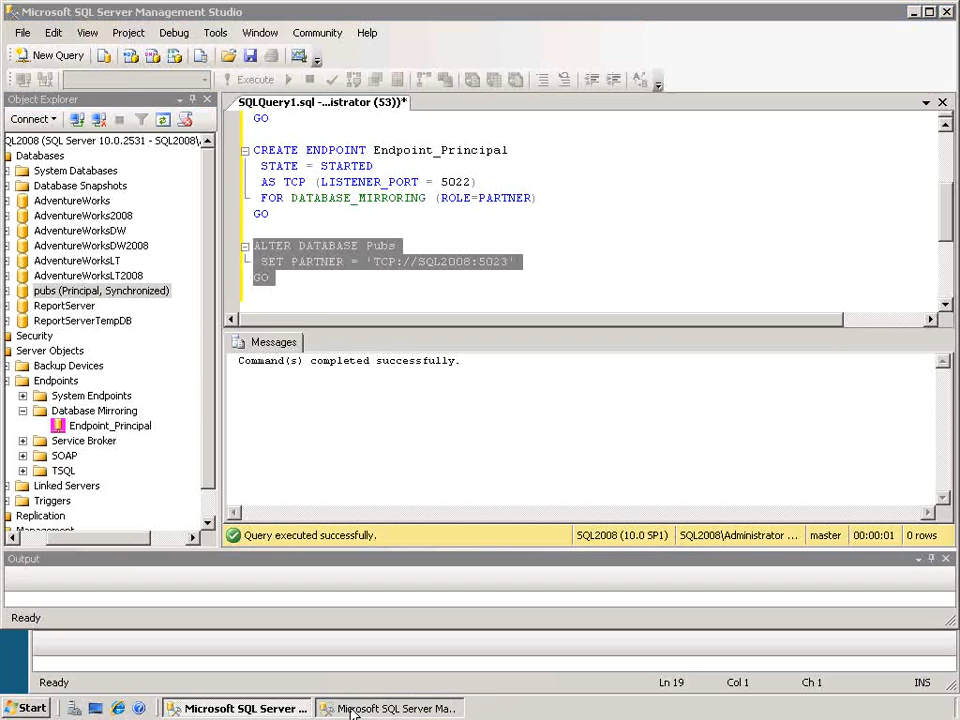 Microsoft SQL Server Management Studio
File Edit View Project Debug Tools Window Community Help
New Query
Execute
Object Explorer
SQLQuery1.sql -...istrator (53))*
Connect
QL2008 (SQL Server 10.0.2531 - SQL2008\
Databases
System Databases
Database Snapshots
AdventureWorks
AdventureWorks2008
AdventureWorksDW
AdventureWorksDW2008
AdventureWorksLT
AdventureWorksLT2008
pubs (Principal, Synchronized)
ReportServer
ReportServerTempDB
Security
Server Objects
Backup Devices
Endpoints
System Endpoints
Database Mirroring
Endpoint_Principal
Service Broker
SOAP
TSQL
Linked Servers
Triggers
Replication
Management
GO
CREATE ENDPOINT Endpoint_Principal
STATE = STARTED
AS TCP (LISTENER_PORT = 5022)
FOR DATABASE_MIRRORING (ROLE=PARTNER)
GO
ALTER DATABASE Pubs
SET PARTNER = 'TCP://SQL2008:5023'
GO
Messages
Command(s) completed successfully.
Query executed successfully.
SQL2008 (10.0 SP1) SQL2008\Administrator ... master 00:00:01 0 rows
Output
Ready
Ready Ln 19 Col 1 Ch 1 INS
Start Microsoft SQL Server ... Microsoft SQL Server Ma..